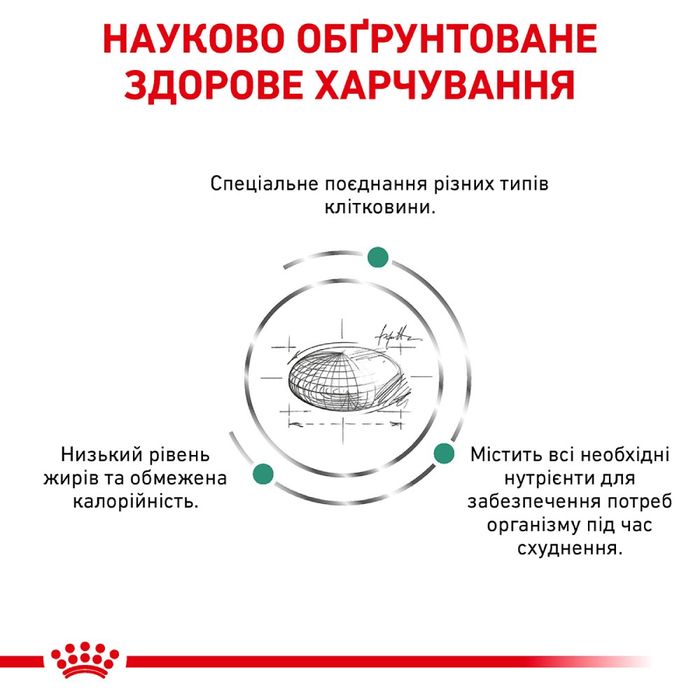 НАУКОВО ОБҐРУНТОВАНЕ
ЗДОРОВЕ ХАРЧУВАННЯ
Спеціальне поєднання різних типів
клітковини.
Низький рівень
жирів та обмежена
калорійність.
Містить всі необхідні
нутрієнти для
забезпечення потреб
організму під час
схуднення.